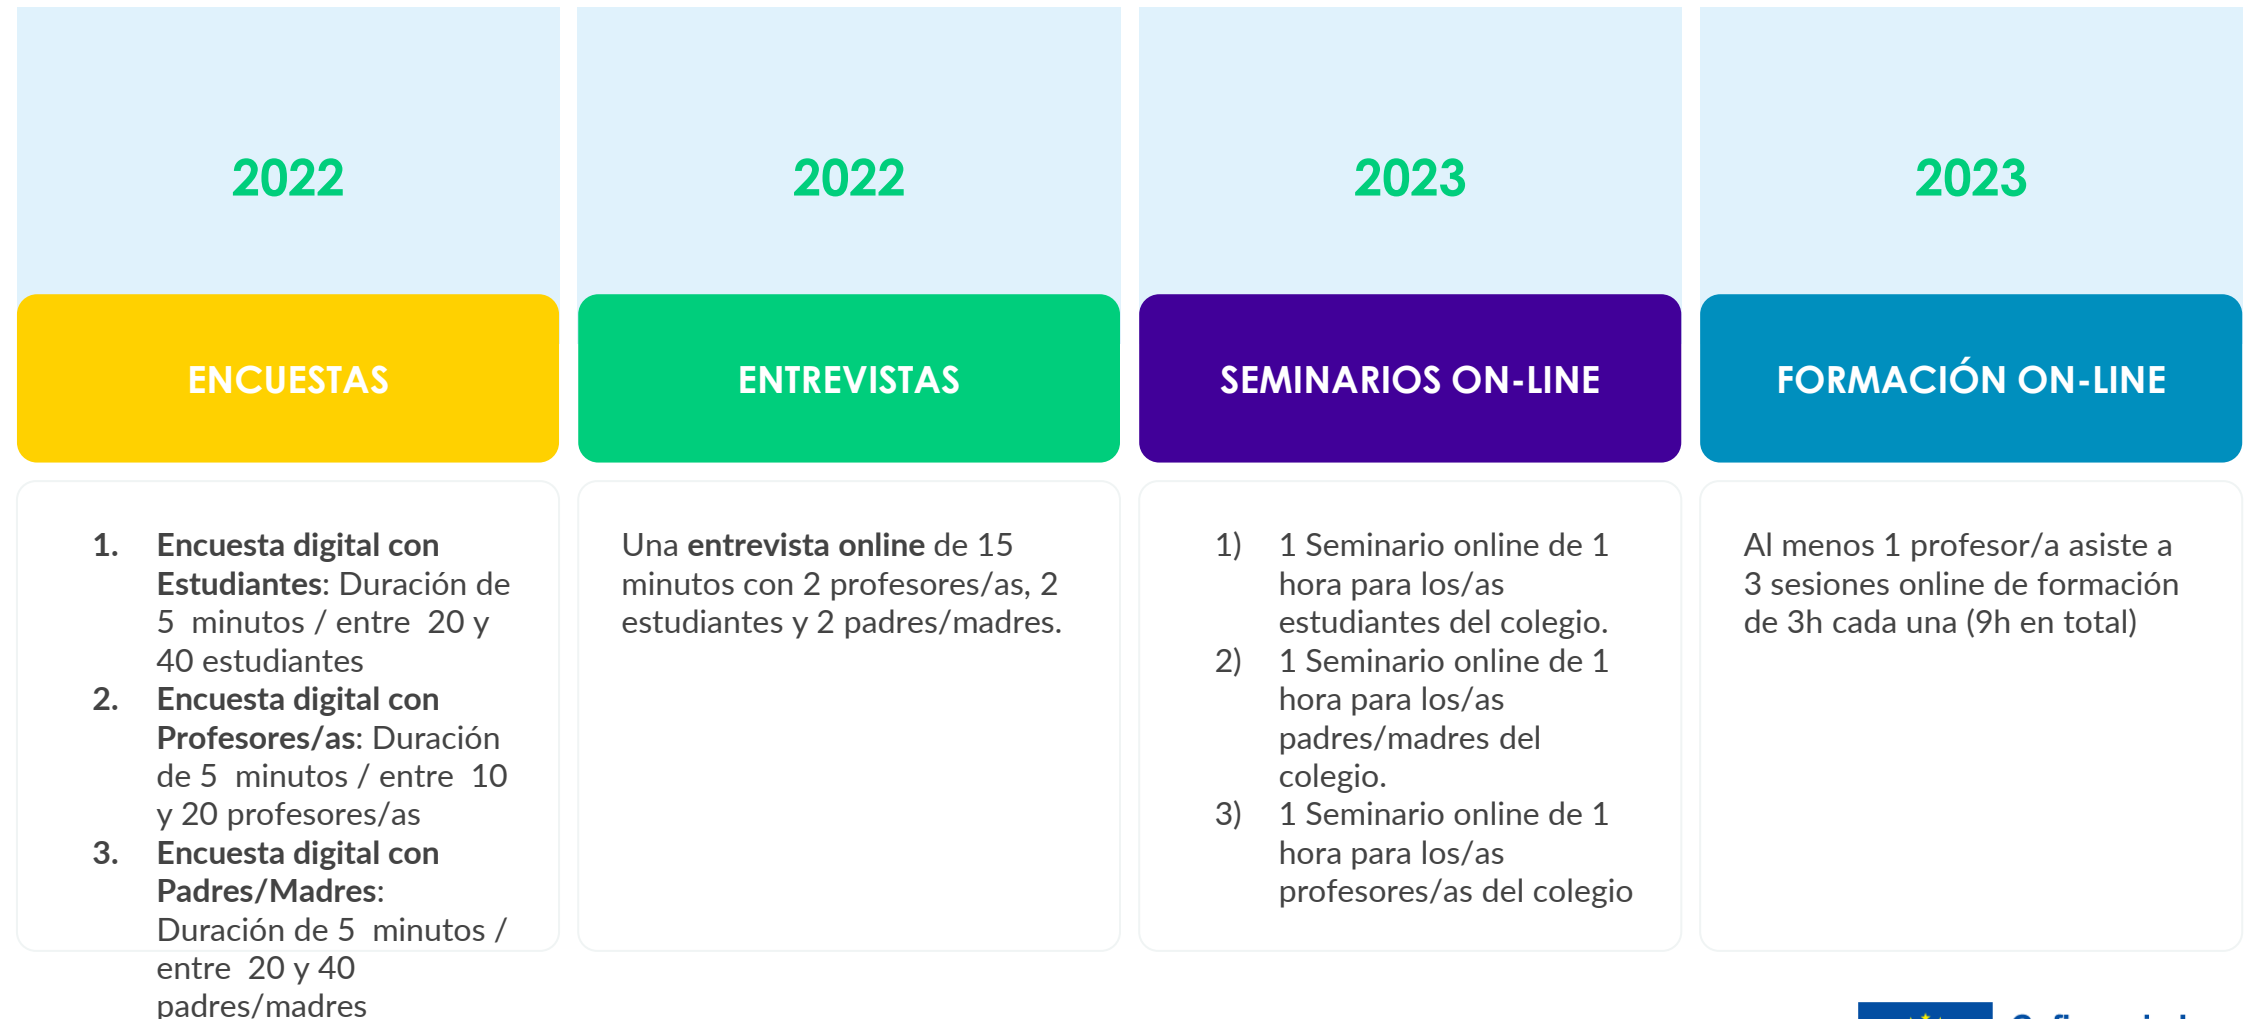 2022
ENCUESTAS
1. Encuesta digital con
Estudiantes: Duración de
5 minutos / entre 20 y
40 estudiantes
2. Encuesta digital con
Profesores/as: Duración
de 5 minutos / entre 10
y 20 profesores/as
3. Encuesta digital con
Padres/Madres:
Duración de 5 minutos /
entre 20 y 40
padres/madres
2022
ENTREVISTAS
Una entrevista online de 15
minutos con 2 profesores/as, 2
estudiantes y 2 padres/madres.
2023
SEMINARIOS ON-LINE
1) 1 Seminario online de 1
hora para los/as
estudiantes del colegio.
2) 1 Seminario online de 1
hora para los/as
padres/madres del
colegio.
3) 1 Seminario online de 1
hora para los/as
profesores/as del colegio
2023
FORMACIÓN ON-LINE
Al menos 1 profesor/a asiste a
3 sesiones online de formación
de 3h cada una (9h en total)